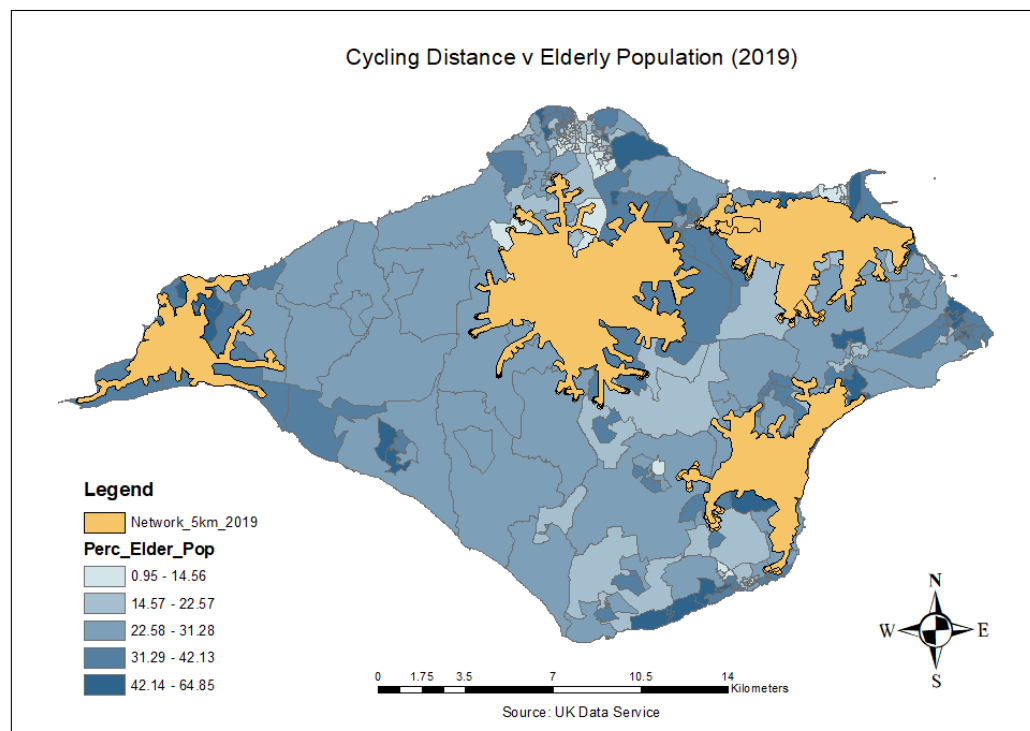 Cycling Distance v Elderly Population (2019)
Legend
Network_5km_2019
Perc_Elder_Pop
0.95 - 14.56
14.57 - 22.57
22.58 - 31.28
31.29 - 42.13
42.14 - 64.85
N
W E
S
0 1.75 3.5 7 10.5 14
Kilometers
Source: UK Data Service